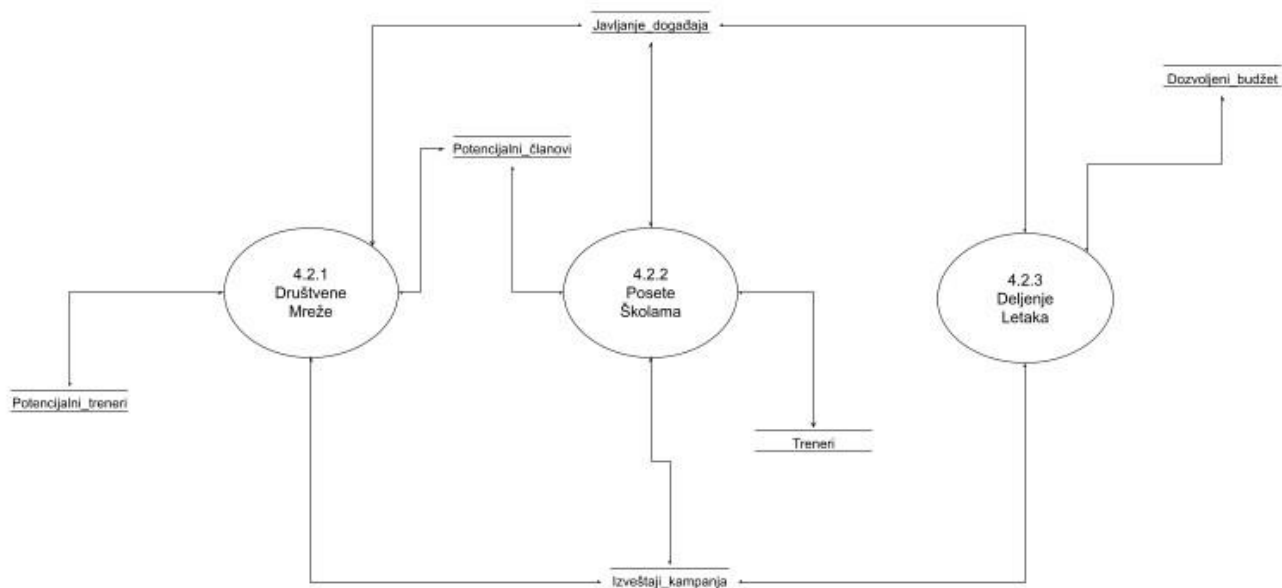 Javljanje_događaja
Dozvoljeni_budžet
Potencijalni_članovi
4.2.1
Društvene
Mreže
4.2.2
Posete
Školama
4.2.3
Deljenje
Letaka
Potencijalni_treneri
Treneri
Izveštaji_kampanja